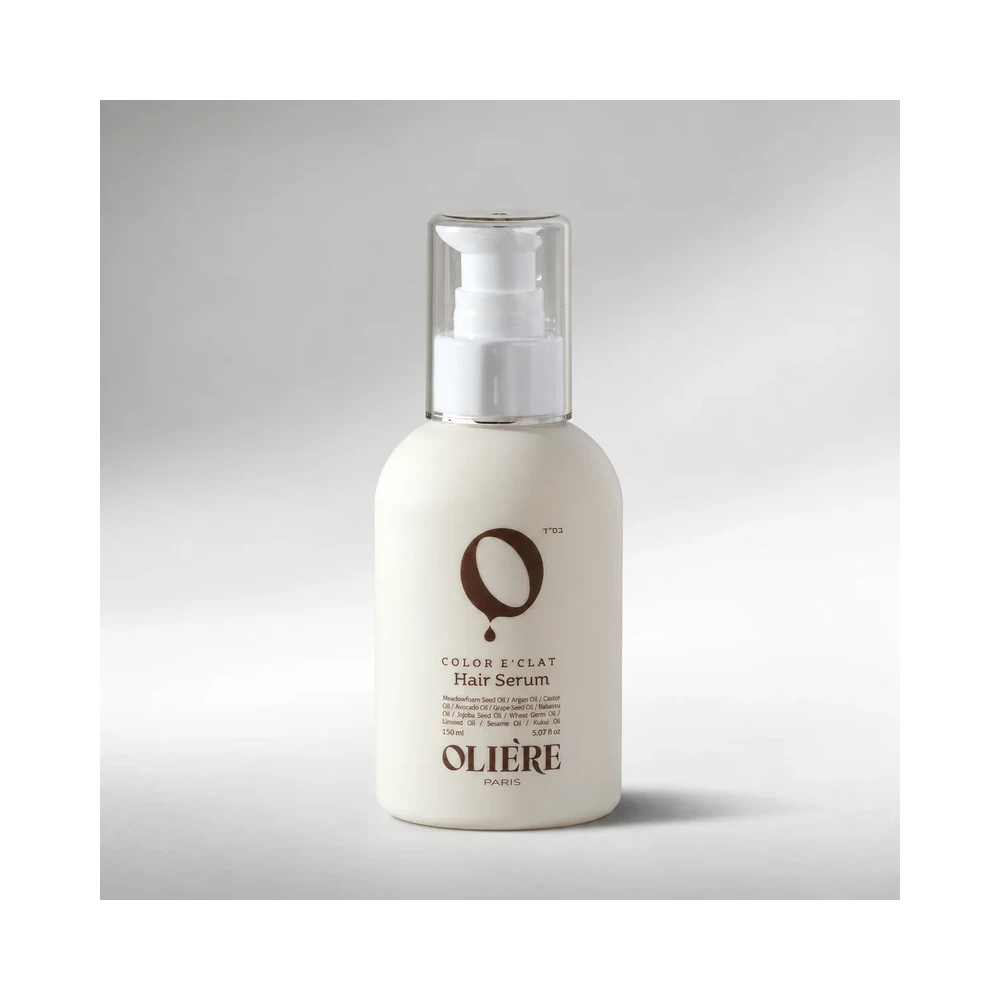 בס"ד
COLOR E'CLAT
Hair Serum
Meadowfoam Seed Oil / Argan Oil / Castor
Oil / Avocado Oil / Grape Seed Oil / Babassu
Oil / Jojoba Seed Oil / Wheat Germ Oil /
Linseed Oil / Sesame Oil / Kukui Oil
150 ml 5.07 fl oz
OLIÈRE
PARIS